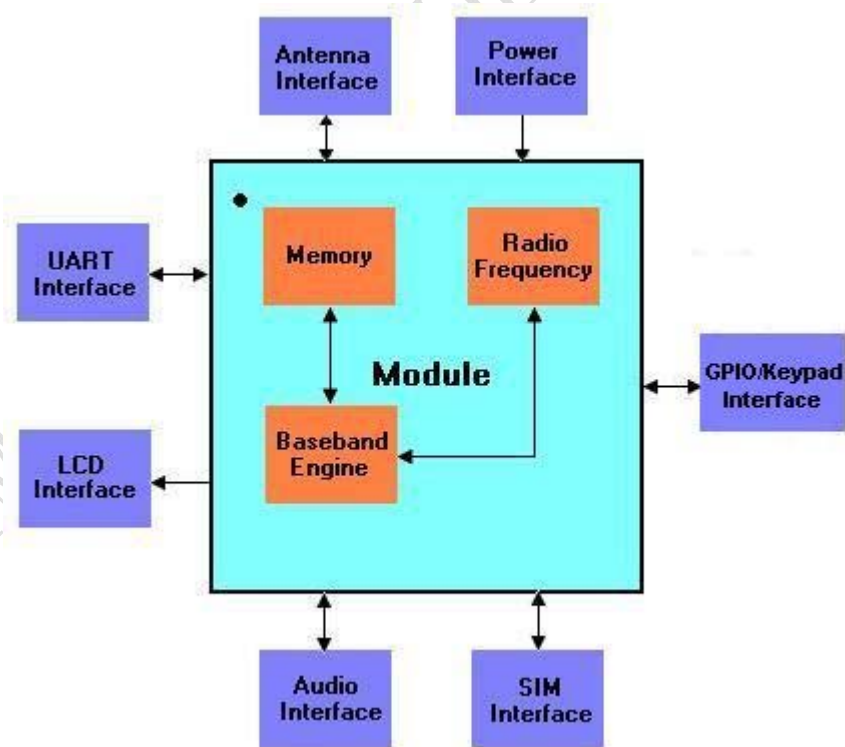 Antenna
Interface
Power
Interface
UART
Interface
Memory
Radio
Frequency
Module
GPIO/Keypad
Interface
Baseband
Engine
LCD
Interface
Audio
Interface
SIM
Interface